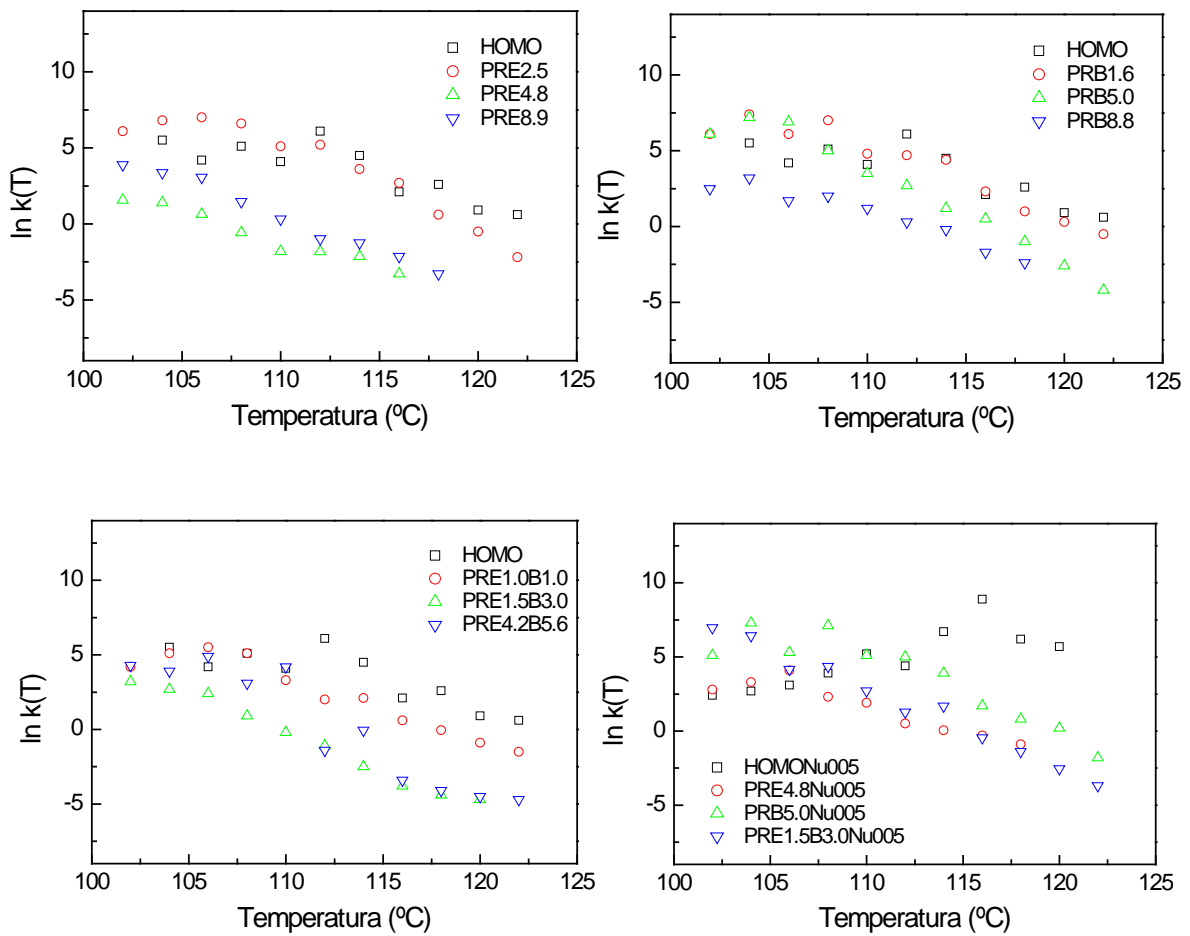 HOMO
PRE2.5
PRE4.8
PRE8.9
10
5
0
-5
ln k(T)
100 105 110 115 120 125
Temperatura (ºC)
HOMO
PRB1.6
PRB5.0
PRB8.8
10
5
0
-5
ln k(T)
100 105 110 115 120 125
Temperatura (ºC)
HOMO
PRE1.0B1.0
PRE1.5B3.0
PRE4.2B5.6
10
5
0
-5
ln k(T)
100 105 110 115 120 125
Temperatura (ºC)
10
5
0
-5
ln k(T)
HOMONu005
PRE4.8Nu005
PRB5.0Nu005
PRE1.5B3.0Nu005
100 105 110 115 120 125
Temperatura (ºC)